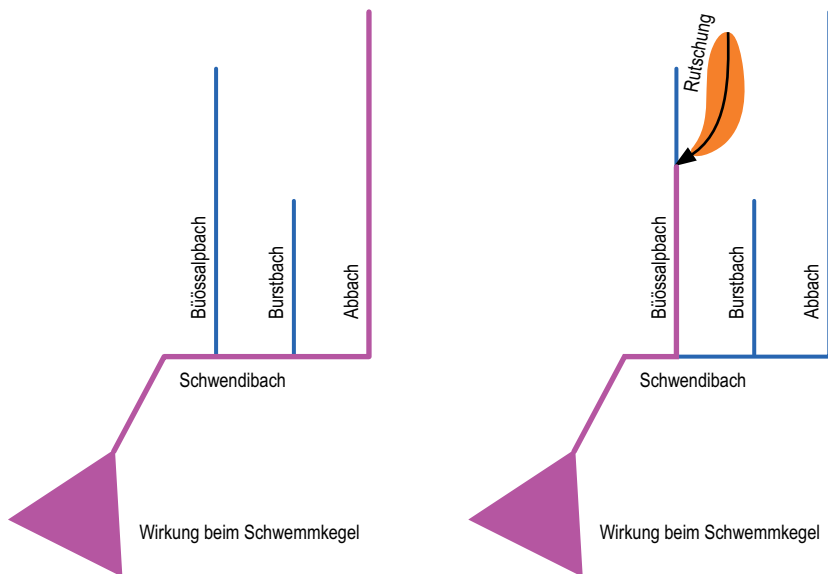 Büössalpbach
Burstbach
Abbach
Schwendibach
Wirkung beim Schwemmkegel
Rutschung
Büössalpbach
Burstbach
Abbach
Schwendibach
Wirkung beim Schwemmkegel